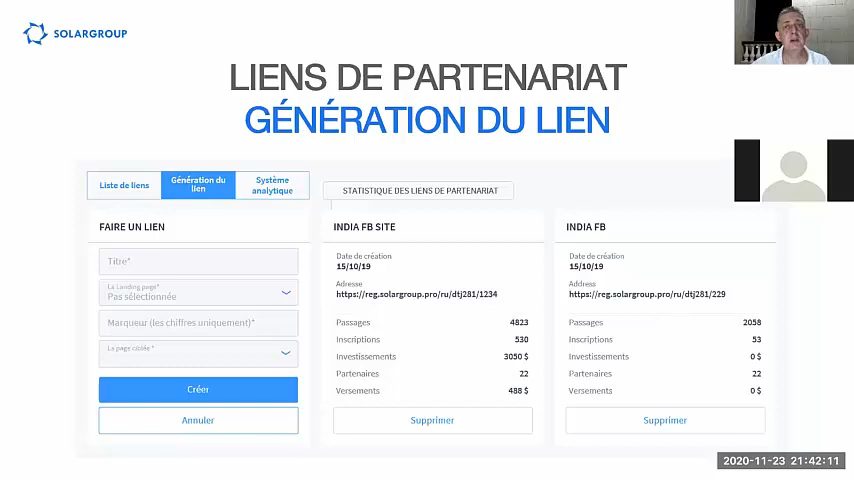 SOLARGROUP
LIENS DE PARTENARIAT
GÉNÉRATION DU LIEN
Liste de liens
Génération du lien
Système analytique
STATISTIQUE DES LIENS DE PARTENARIAT
FAIRE UN LIEN
Titre*
La Landing page*
Pas sélectionnée
Marqueur (les chiffres uniquement)*
La page ciblée *
Créer
Annuler
INDIA FB SITE
Date de création
15/10/19
Adresse
https://reg.solargroup.pro/ru/dtj281/1234
Passages 4823
Inscriptions 530
Investissements 3050 $
Partenaires 22
Versements 488 $
Supprimer
INDIA FB
Date de création
15/10/19
Address
https://reg.solargroup.pro/ru/dtj281/229
Passages 2058
Inscriptions 53
Investissements 0 $
Partenaires 22
Versements 0 $
Supprimer
2020-11-23 21:42:11